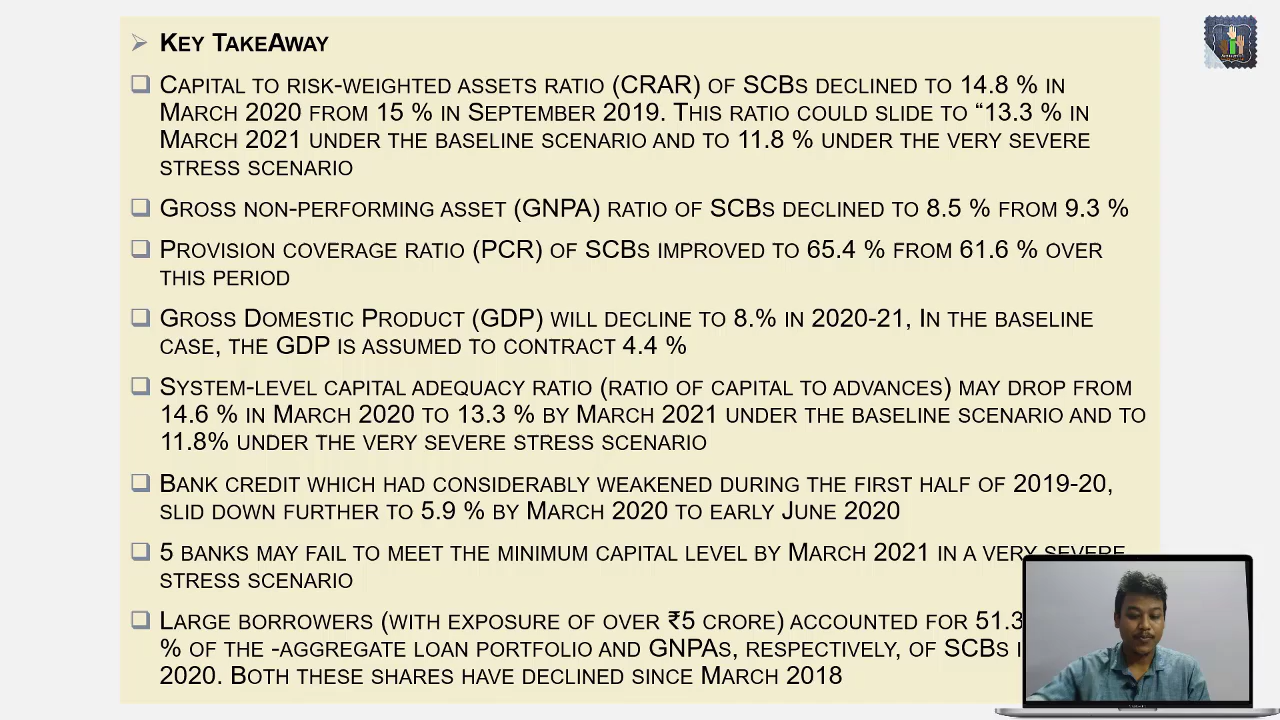 KEY TAKEAWAY
CAPITAL TO RISK-WEIGHTED ASSETS RATIO (CRAR) OF SCBS DECLINED TO 14.8 % IN
MARCH 2020 FROM 15 % IN SEPTEMBER 2019. THIS RATIO COULD SLIDE TO “13.3 % IN
MARCH 2021 UNDER THE BASELINE SCENARIO AND TO 11.8 % UNDER THE VERY SEVERE
STRESS SCENARIO
GROSS NON-PERFORMING ASSET (GNPA) RATIO OF SCBS DECLINED TO 8.5 % FROM 9.3 %
PROVISION COVERAGE RATIO (PCR) OF SCBS IMPROVED TO 65.4 % FROM 61.6 % OVER
THIS PERIOD
GROSS DOMESTIC PRODUCT (GDP) WILL DECLINE TO 8.% IN 2020-21, IN THE BASELINE
CASE, THE GDP IS ASSUMED TO CONTRACT 4.4 %
SYSTEM-LEVEL CAPITAL ADEQUACY RATIO (RATIO OF CAPITAL TO ADVANCES) MAY DROP FROM
14.6 % IN MARCH 2020 TO 13.3 % BY MARCH 2021 UNDER THE BASELINE SCENARIO AND TO
11.8% UNDER THE VERY SEVERE STRESS SCENARIO
BANK CREDIT WHICH HAD CONSIDERABLY WEAKENED DURING THE FIRST HALF OF 2019-20,
SLID DOWN FURTHER TO 5.9 % BY MARCH 2020 TO EARLY JUNE 2020
5 BANKS MAY FAIL TO MEET THE MINIMUM CAPITAL LEVEL BY MARCH 2021 IN A VERY SEVERE
STRESS SCENARIO
LARGE BORROWERS (WITH EXPOSURE OF OVER ₹5 CRORE) ACCOUNTED FOR 51.3
% OF THE -AGGREGATE LOAN PORTFOLIO AND GNPAS, RESPECTIVELY, OF SCBS
2020. BOTH THESE SHARES HAVE DECLINED SINCE MARCH 2018